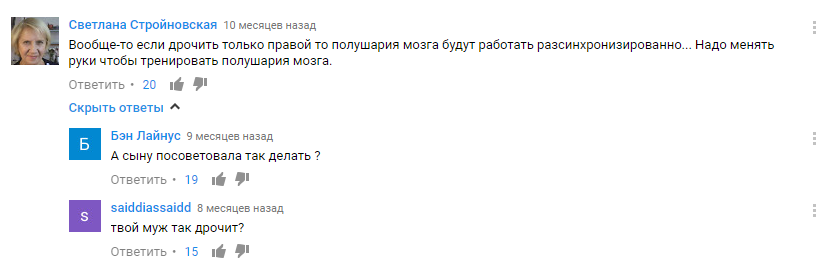 Светлана Стройновская 10 месяцев назад
Вообще-то если дрочить только правой то полушария мозга будут работать разсинхронизированно... Надо менять
руки чтобы тренировать полушария мозга.
Ответить • 20
Скрыть ответы
Б
Бэн Лайнус 9 месяцев назад
А сыну посоветовала так делать ?
Ответить • 19
s
saiddiassaidd 8 месяцев назад
твой муж так дрочит?
Ответить • 15